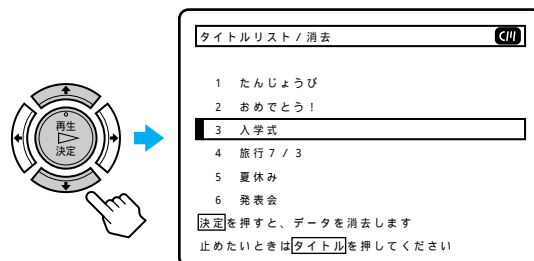 再生
決定
タイトルリスト/消去 CIII
1 たんじょうび
2 おめでとう!
3 入学式
4 旅行7/3
5 夏休み
6 発表会
決定を押すと、データを消去します
止めたいときはタイトルを押してください